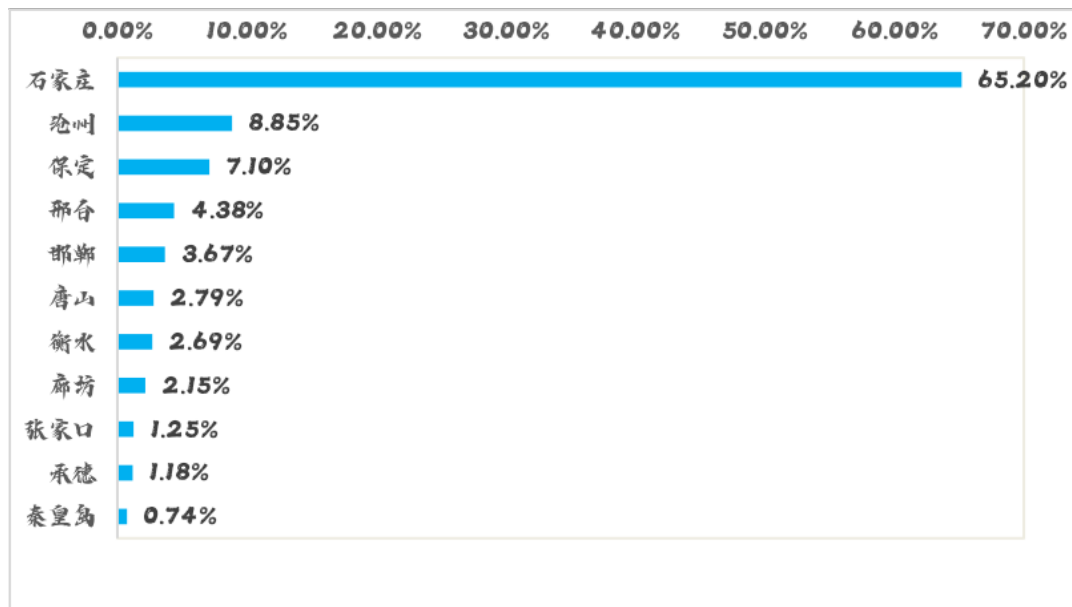 0.00% 10.00% 20.00% 30.00% 40.00% 50.00% 60.00% 70.00%
石家庄 65.20%
沧州 8.85%
保定 7.10%
邢台 4.38%
邯郸 3.67%
唐山 2.79%
衡水 2.69%
廊坊 2.15%
张家口 1.25%
承德 1.18%
秦皇岛 0.74%